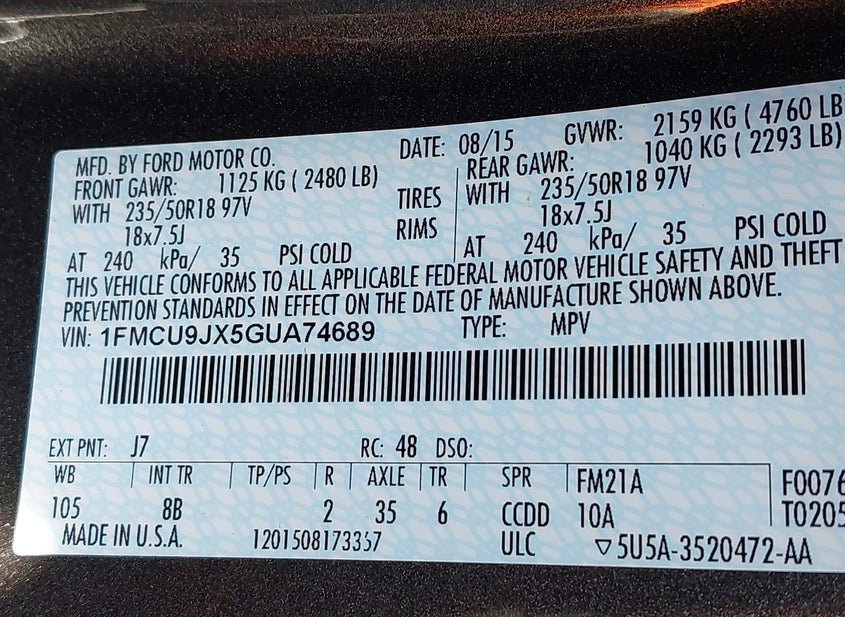 MFD. BY FORD MOTOR CO. DATE: 08/15 GVWR: 2159 KG ( 4760 LB
FRONT GAWR: 1125 KG ( 2480 LB) REAR GAWR: 1040 KG ( 2293 LB)
WITH 235/50R18 97V TIRES WITH 235/50R18 97V
18x7.5J RIMS 18x7.5J
AT 240 kPa/ 35 PSI COLD AT 240 kPa/ 35 PSI COLD
THIS VEHICLE CONFORMS TO ALL APPLICABLE FEDERAL MOTOR VEHICLE SAFETY AND THEFT
PREVENTION STANDARDS IN EFFECT ON THE DATE OF MANUFACTURE SHOWN ABOVE.
VIN: 1FMCU9JX5GUA74689 TYPE: MPV
EXT PNT: J7 RC: 48 DSO:
WB INT TR TP/PS R AXLE TR SPR FM21A F0076
105 8B 2 35 6 CCDD 10A T0205
MADE IN U.S.A. 1201508173357 ULC ▽5U5A-3520472-AA